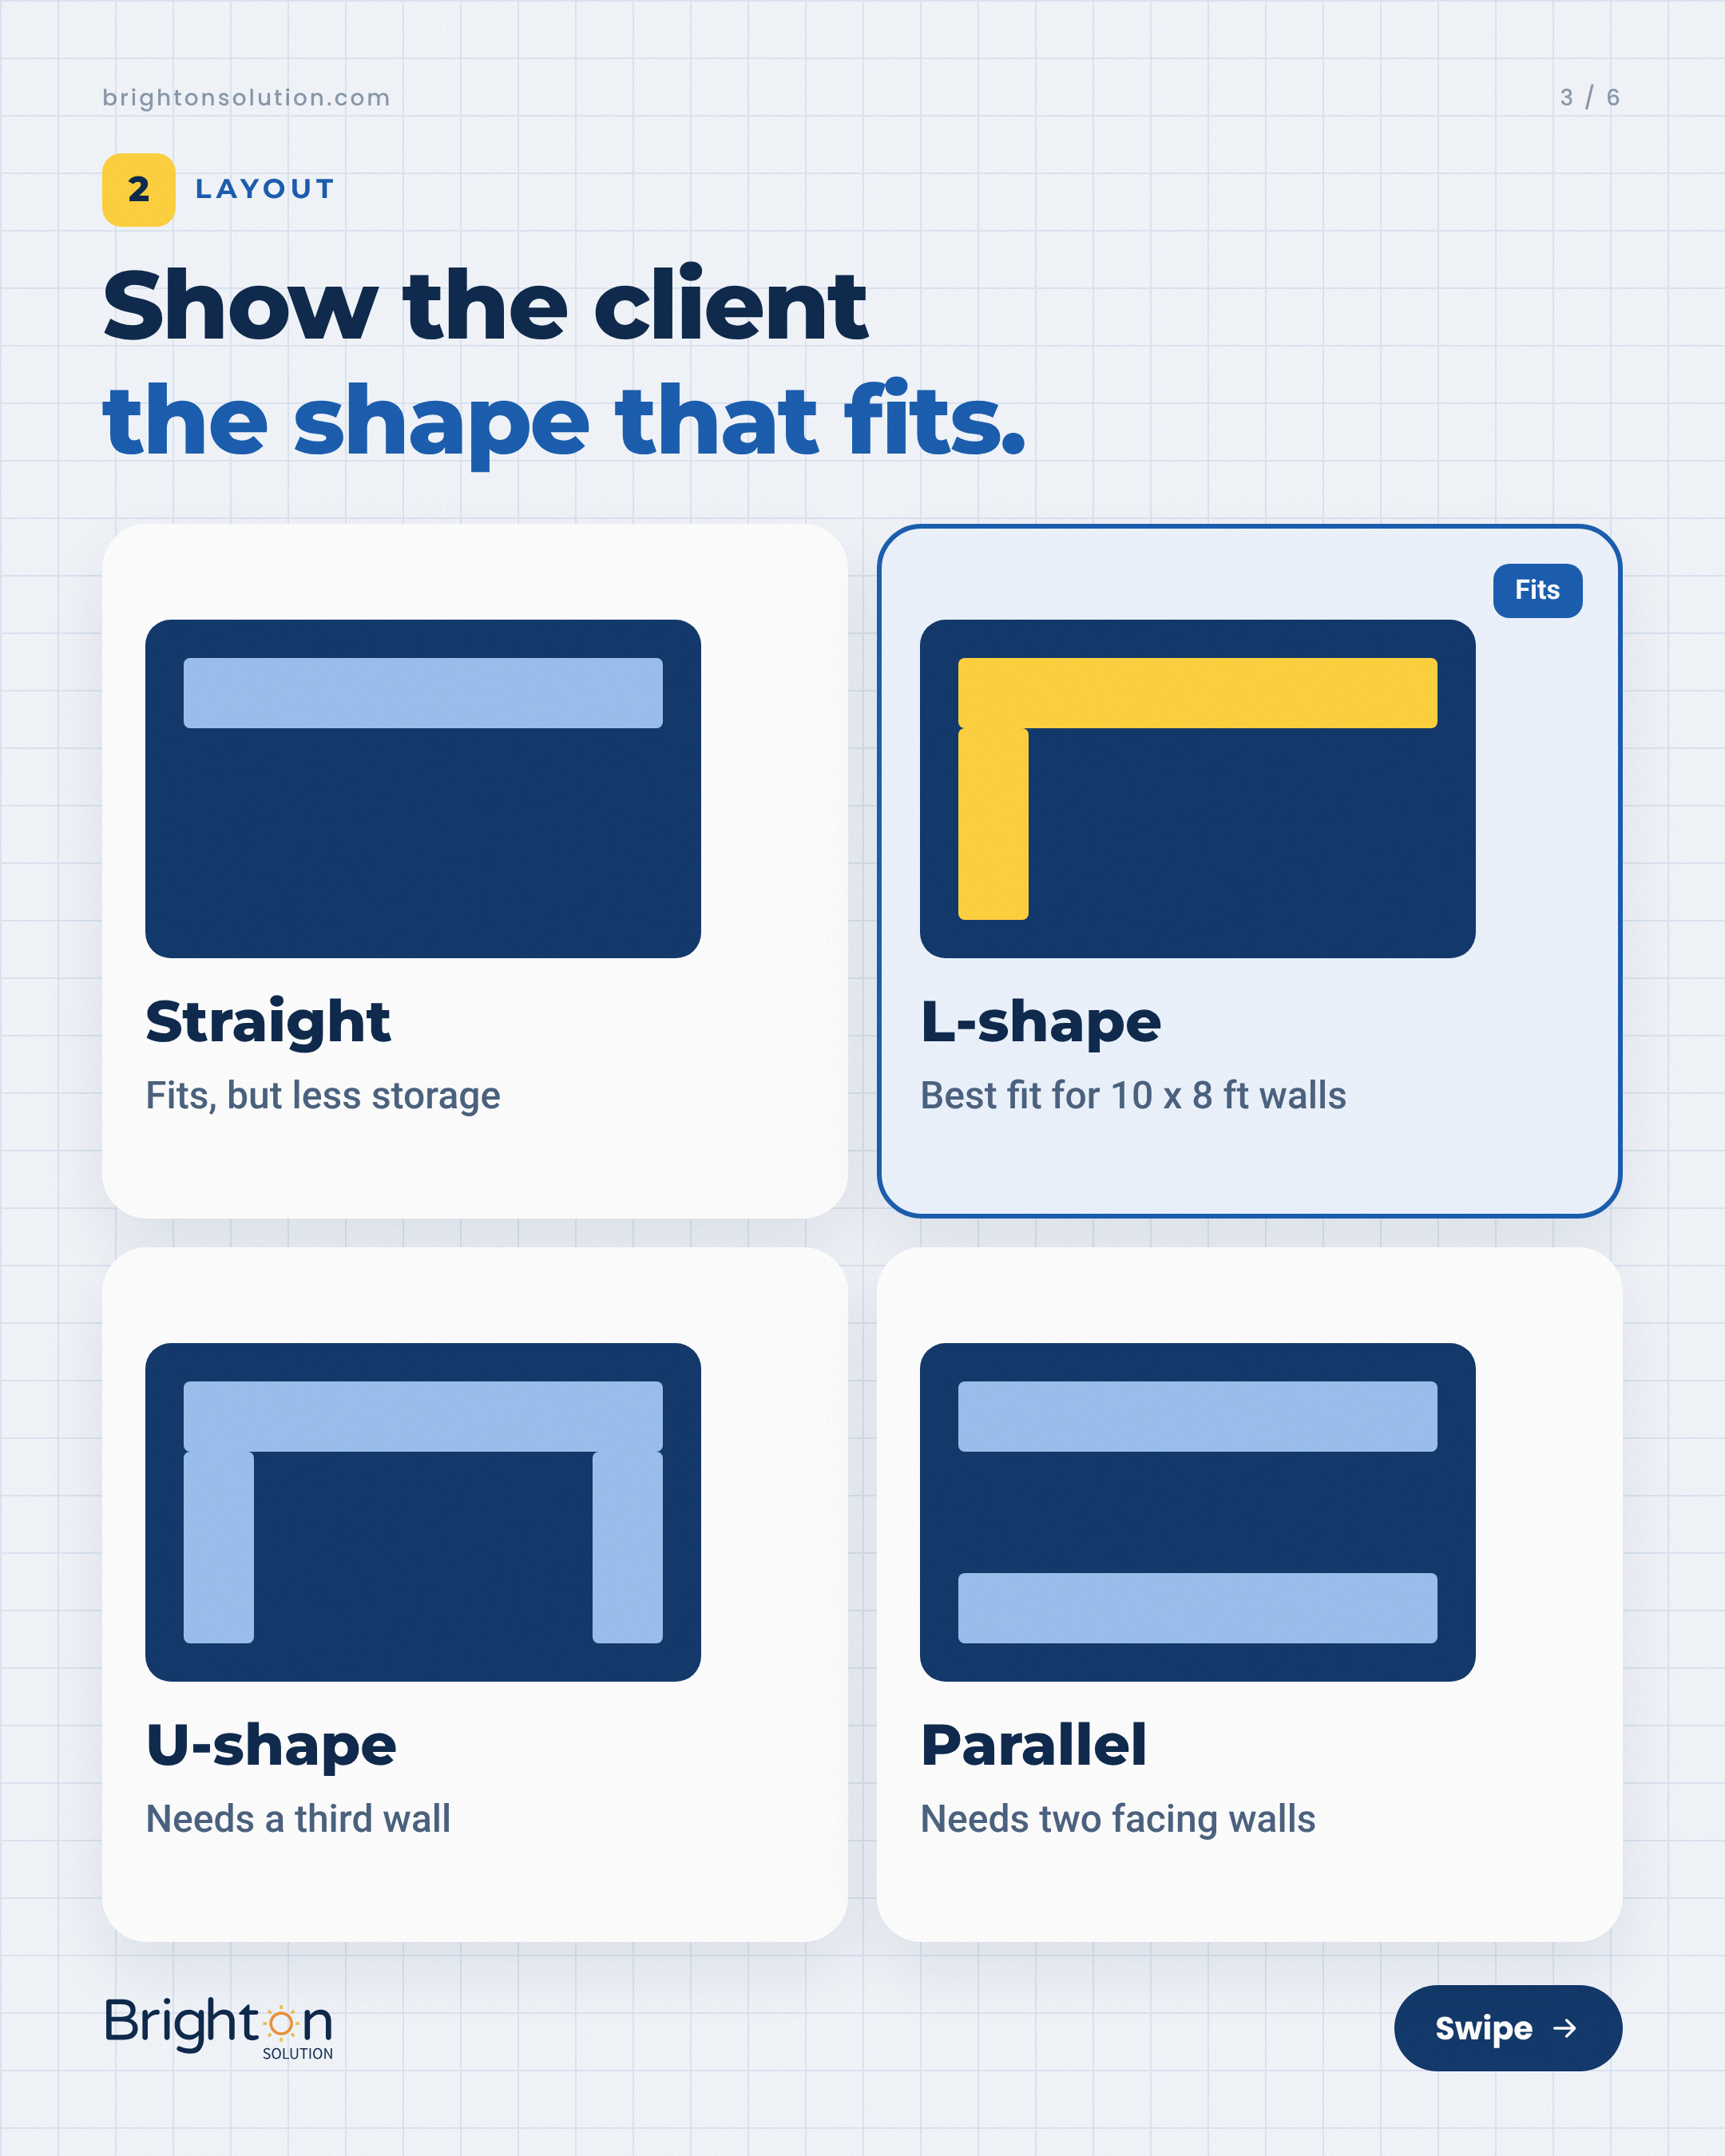 brightonsolution.com
3 / 6
2
LAYOUT
Show the client
the shape that fits.
Straight
Fits, but less storage
Fits
L-shape
Best fit for 10 x 8 ft walls
U-shape
Needs a third wall
Parallel
Needs two facing walls
Brighton
SOLUTION
Swipe →